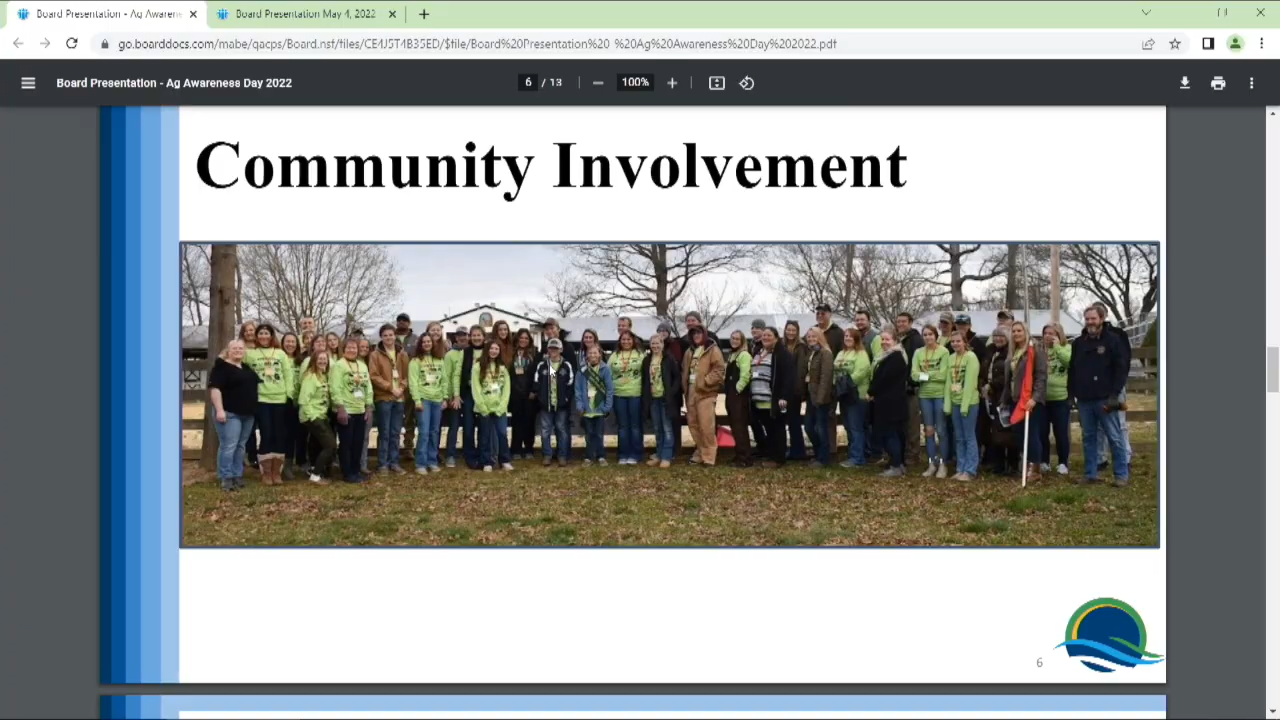 Board Presentation - Ag Awaren
Board Presentation May 4, 2022
go.boarddocs.com/mabe/qacps/Board.nsf/files/CE4J5T4B35ED/$file/Board%20Presentation%20 %20Ag%20Awareness%20Day%202022.pdf
Board Presentation - Ag Awareness Day 2022
6 / 13
100%
Community Involvement
6